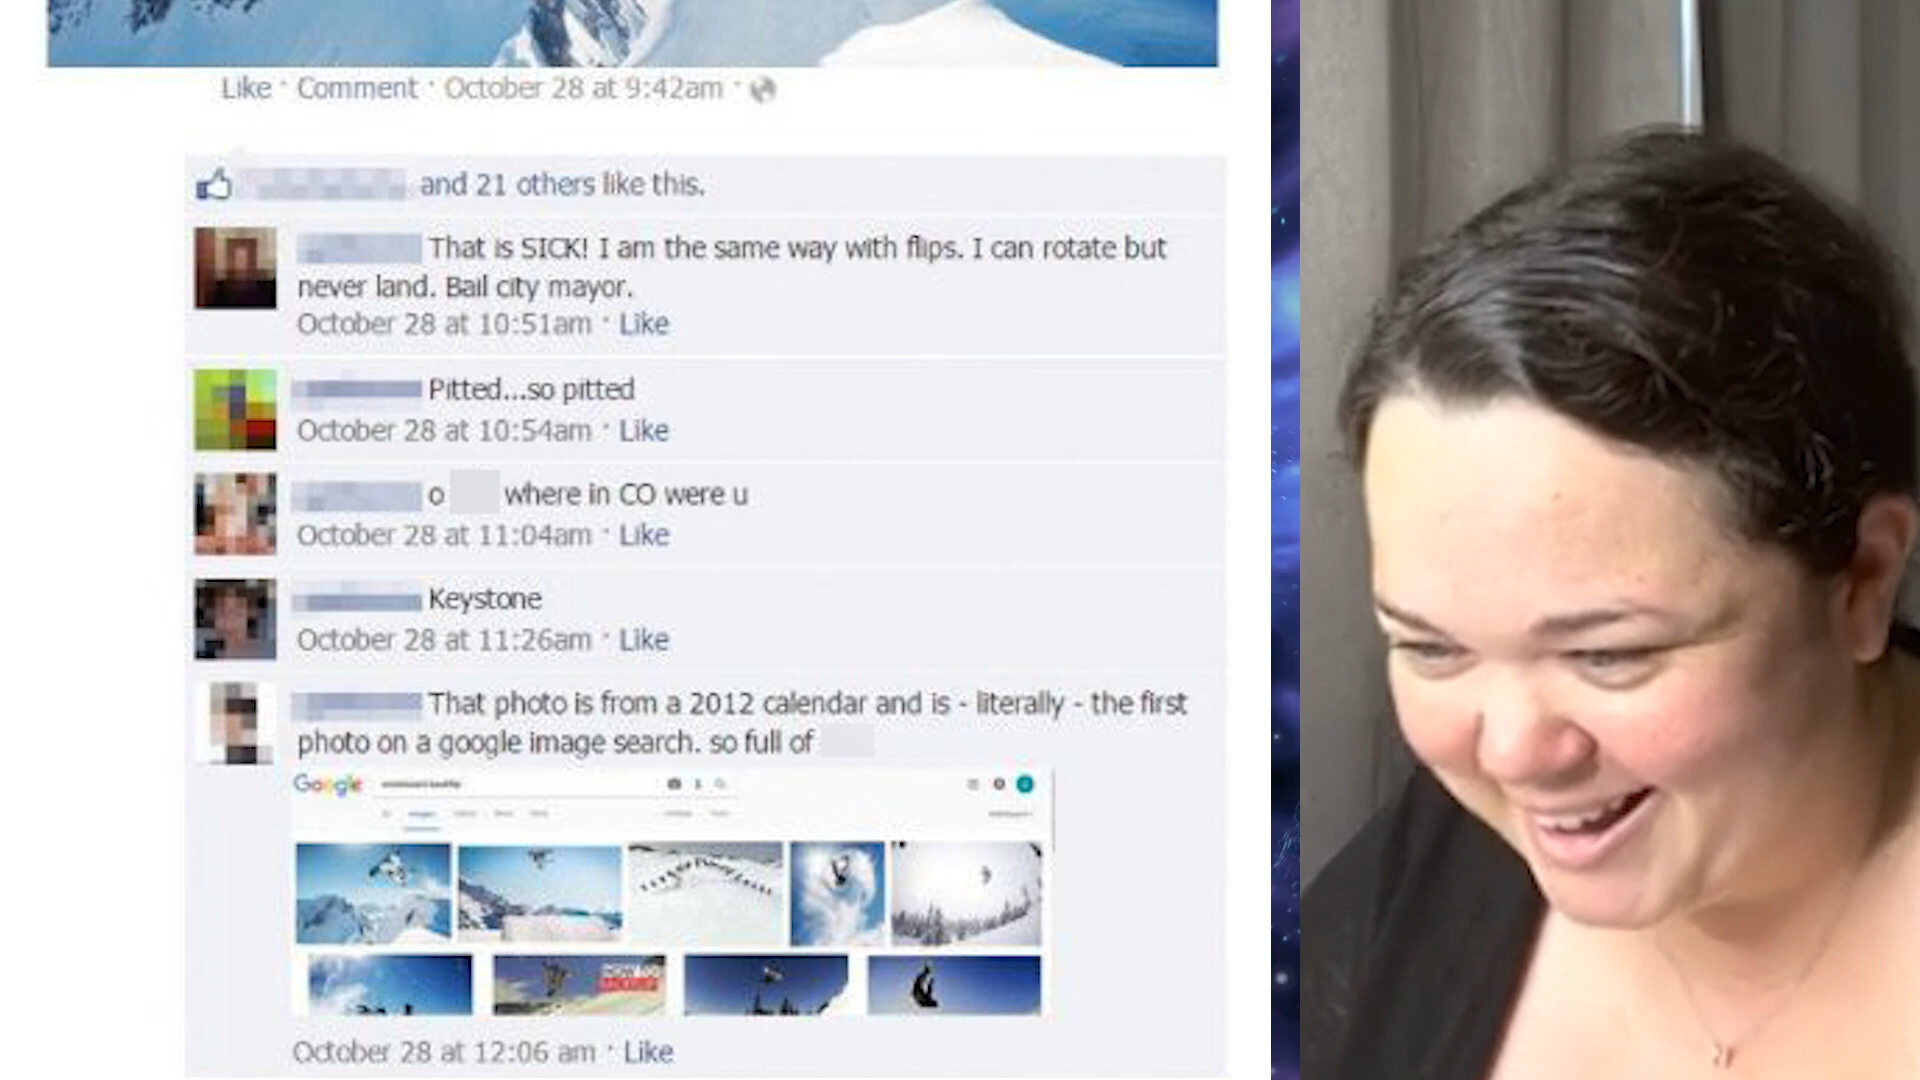 Like · Comment · October 28 at 9:42am ·
and 21 others like this.
That is SICK! I am the same way with flips. I can rotate but
never land. Bail city mayor.
October 28 at 10:51am · Like
Pitted...so pitted
October 28 at 10:54am · Like
o where in CO were u
October 28 at 11:04am · Like
Keystone
October 28 at 11:26am · Like
That photo is from a 2012 calendar and is - literally - the first
photo on a google image search. so full of
Google
October 28 at 12:06 am · Like